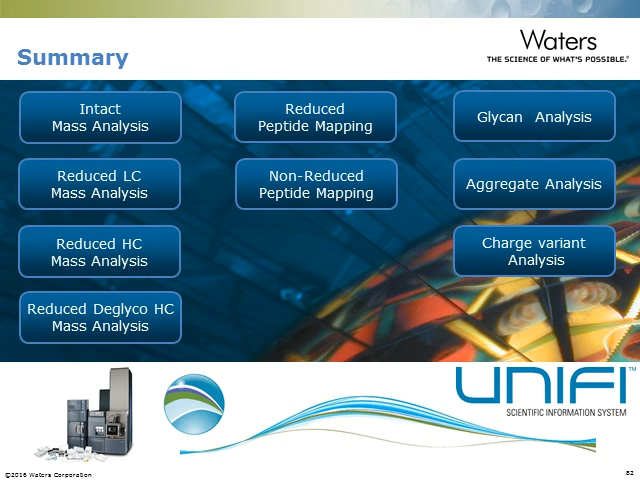 Summary
Waters
THE SCIENCE OF WHAT'S POSSIBLE.®
Intact
Mass Analysis
Reduced LC
Mass Analysis
Reduced HC
Mass Analysis
Reduced Deglyco HC
Mass Analysis
Reduced
Peptide Mapping
Non-Reduced
Peptide Mapping
Glycan Analysis
Aggregate Analysis
Charge variant
Analysis
UNIFI™
SCIENTIFIC INFORMATION SYSTEM
©2016 Waters Corporation
82